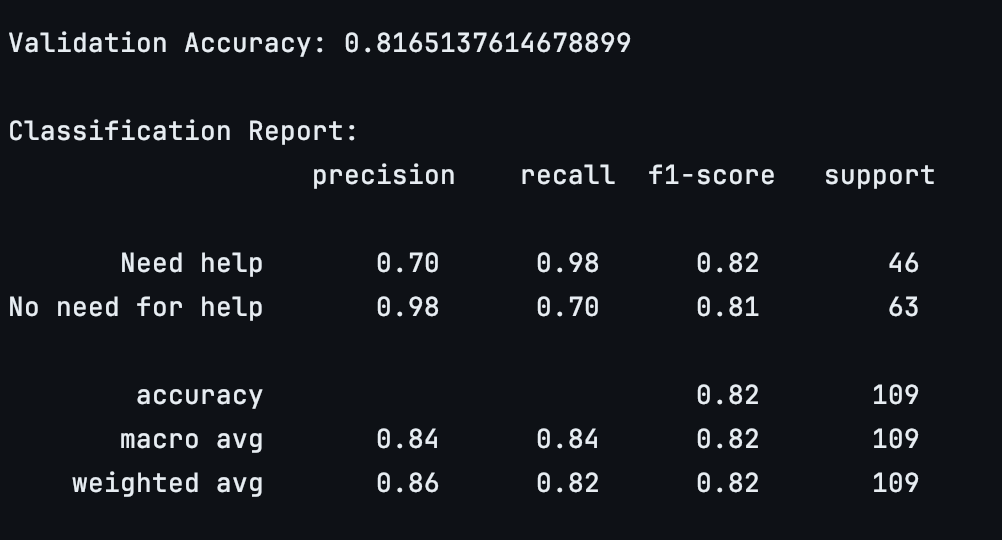 Validation Accuracy: 0.8165137614678899
Classification Report:
precision recall f1-score support
Need help 0.70 0.98 0.82 46
No need for help 0.98 0.70 0.81 63
accuracy 0.82 109
macro avg 0.84 0.84 0.82 109
weighted avg 0.86 0.82 0.82 109